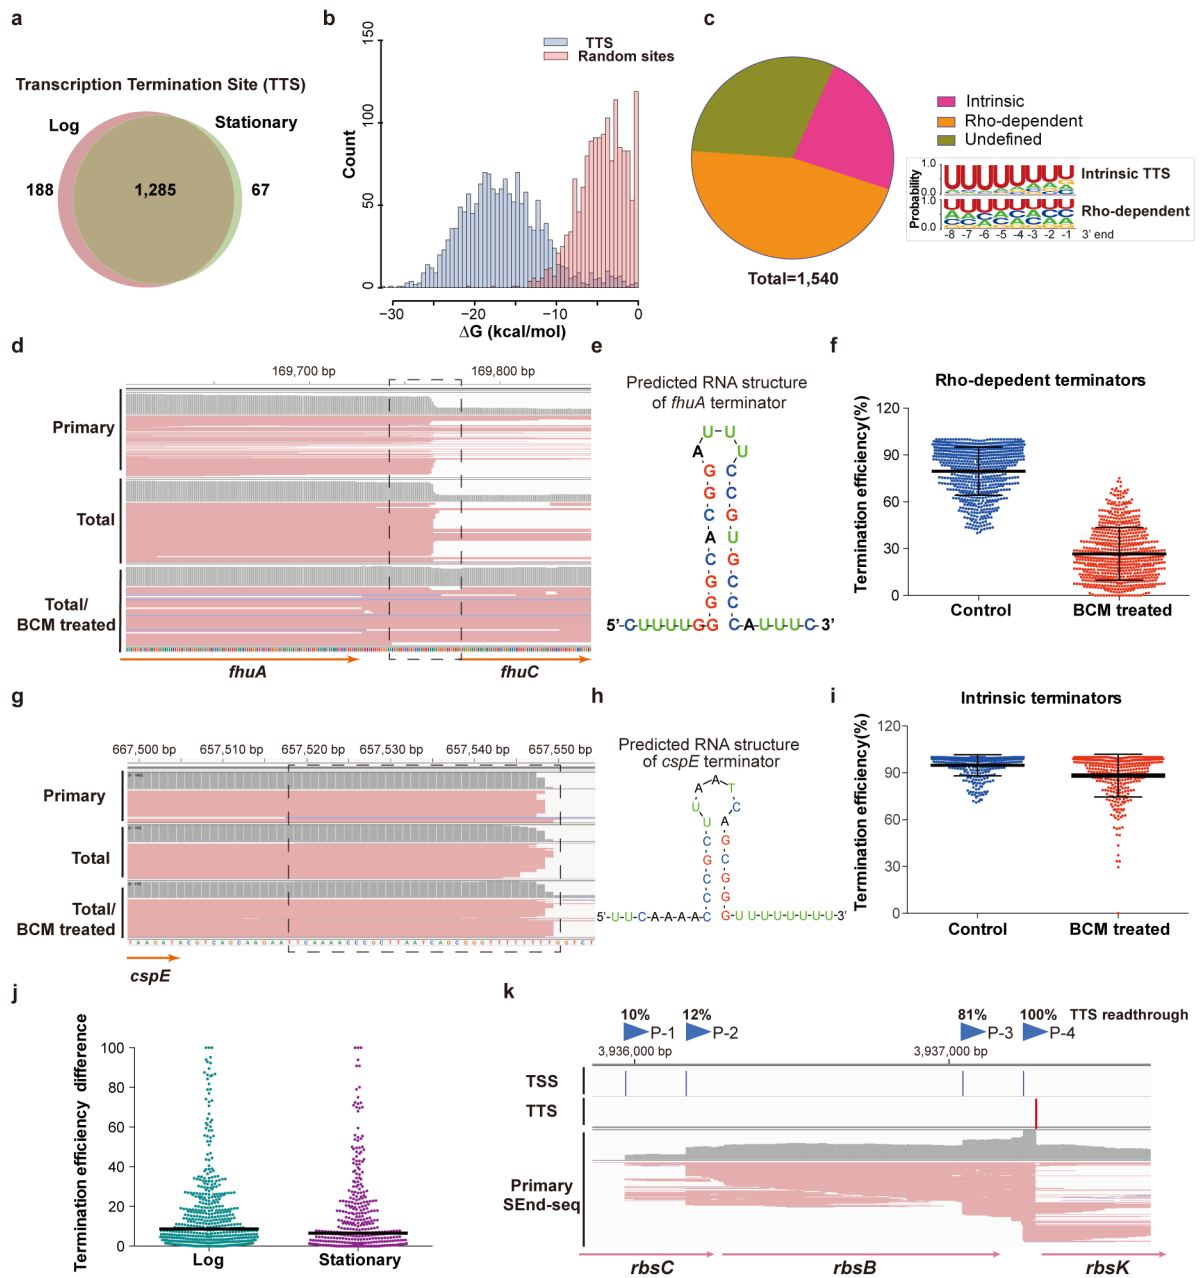 a
Transcription Termination Site (TTS)
Log
Stationary
188
1,285
67
b
150
100
50
0
Count
TTS
Random sites
−30
−20
−10
0
ΔG (kcal/mol)
c
Intrinsic
Rho-dependent
Undefined
Total=1,540
Probability
1.0
0.0
1.0
0.0
Intrinsic TTS
Rho-dependent
-8 -7 -6 -5 -4 -3 -2 -1 3' end
d
169,700 bp
169,800 bp
Primary
Total
Total/
BCM treated
fhuA
fhuC
e
Predicted RNA structure
of fhuA terminator
5'-C-U-U-U-U-G-G
C-A-U-U-U-C-3'
f
Rho-depedent terminators
Termination efficiency(%)
120
90
60
30
0
Control
BCM treated
g
667,500 bp
657,510 bp
657,520 bp
657,530 bp
657,540 bp
657,550 bp
Primary
Total
Total/
BCM treated
TAAGATACGTCAGCAAGAATTCAAAACCCGCTTAATCAGCGGGTTTTTTTTGGTCT
cspE
h
Predicted RNA structure
of cspE terminator
5'-U-U-C-A-A-A-A-C
G-U-U-U-U-U-U-U-U-3'
i
Intrinsic terminators
Termination efficiency(%)
120
90
60
30
0
Control
BCM treated
j
Termination efficiency difference
100
80
60
40
20
0
Log
Stationary
k
10%
12%
81%
100%
TTS readthrough
P-1
P-2
P-3
P-4
3,936,000 bp
3,937,000 bp
TSS
TTS
Primary
SEnd-seq
rbsC
rbsB
rbsK